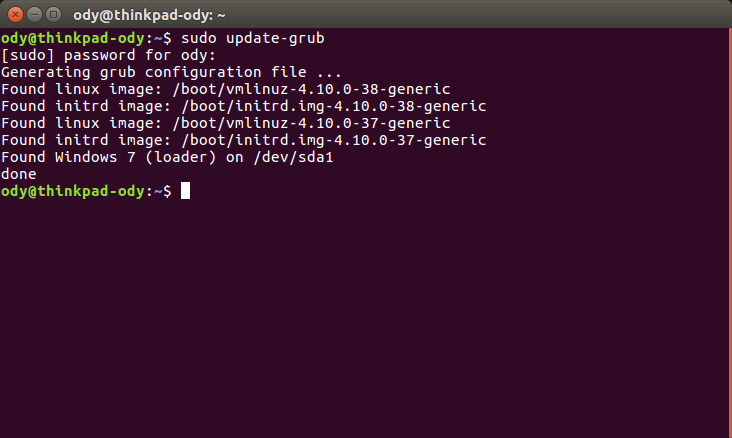 ody@thinkpad-ody: ~
ody@thinkpad-ody:~$ sudo update-grub
[sudo] password for ody:
Generating grub configuration file ...
Found linux image: /boot/vmlinuz-4.10.0-38-generic
Found initrd image: /boot/initrd.img-4.10.0-38-generic
Found linux image: /boot/vmlinuz-4.10.0-37-generic
Found initrd image: /boot/initrd.img-4.10.0-37-generic
Found Windows 7 (loader) on /dev/sda1
done
ody@thinkpad-ody:~$